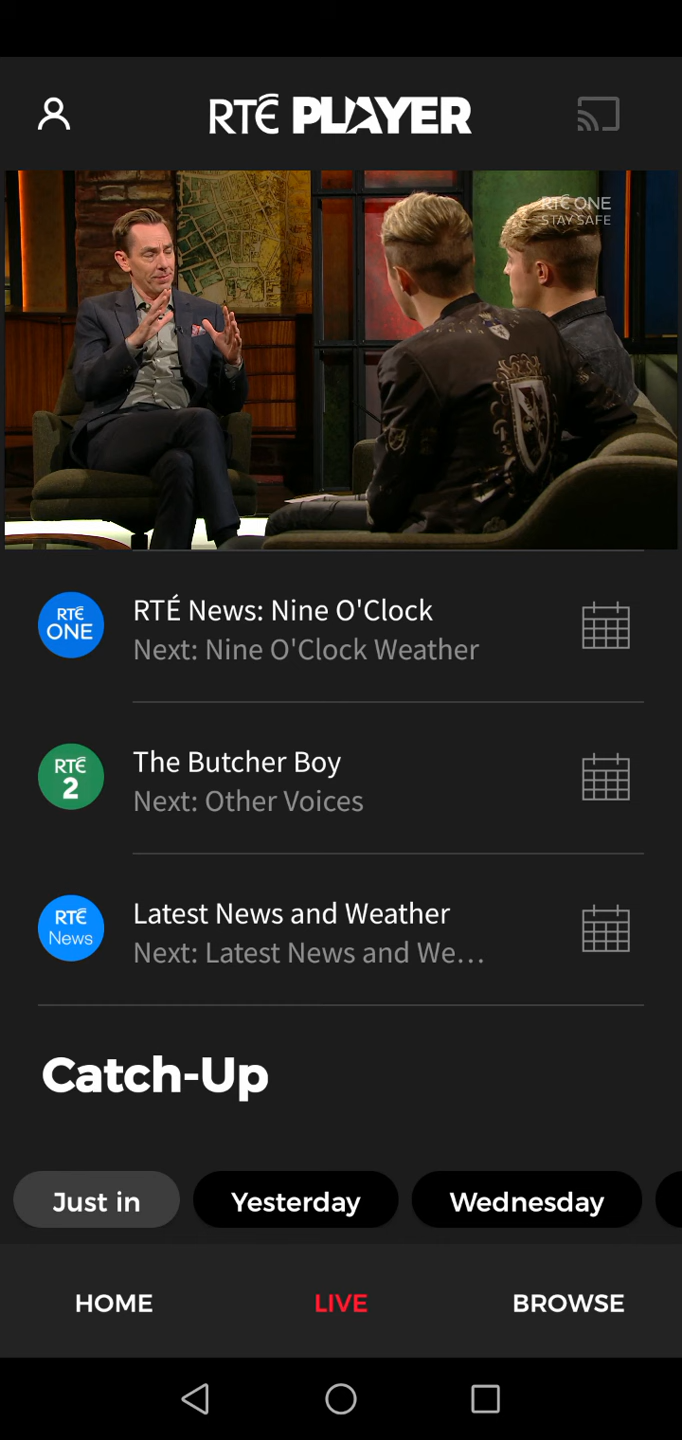 RTÉ PLAYER
RTÉ ONE
STAY SAFE
RTÉ
ONE
RTÉ News: Nine O'Clock
Next: Nine O'Clock Weather
RTÉ
2
The Butcher Boy
Next: Other Voices
RTÉ
News
Latest News and Weather
Next: Latest News and We...
Catch-Up
Just in
Yesterday
Wednesday
HOME
LIVE
BROWSE